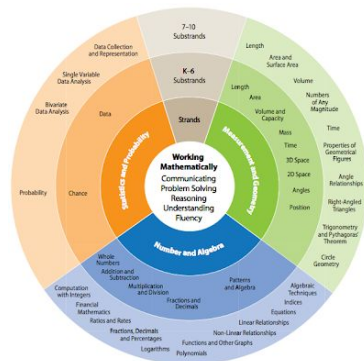 7–10
Substrands
K–6
Substrands
Strands
Data Collection
and Representation
Single Variable
Data Analysis
Bivariate
Data Analysis
Probability
Data
Chance
Statistics and Probability
Length
Area and
Surface Area
Volume
Numbers of
Any Magnitude
Time
Properties of
Geometrical
Figures
Angle
Relationships
Right-Angled
Triangles
Trigonometry
and Pythagoras'
Theorem
Circle
Geometry
Length
Area
Volume and
Capacity
Mass
Time
3D Space
2D Space
Angles
Position
Measurement and Geometry
Working
Mathematically
Communicating
Problem Solving
Reasoning
Understanding
Fluency
Number and Algebra
Whole
Numbers
Addition and
Subtraction
Multiplication
and Division
Fractions and
Decimals
Patterns
and Algebra
Computation
with Integers
Financial
Mathematics
Ratios and Rates
Fractions, Decimals
and Percentages
Logarithms
Polynomials
Functions and Other Graphs
Non-Linear Relationships
Linear Relationships
Equations
Indices
Algebraic Techniques